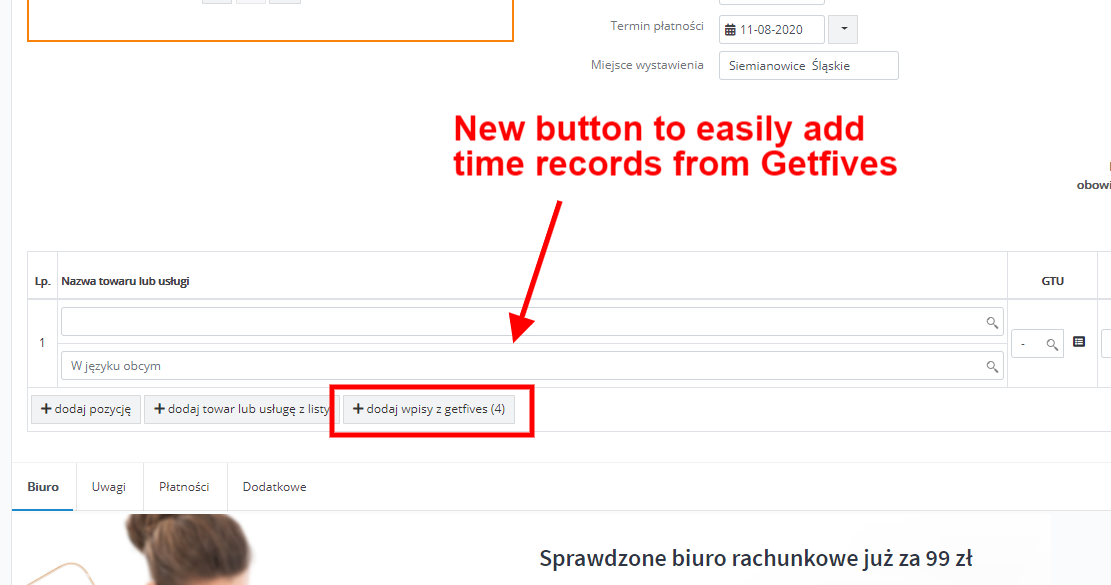 Termin płatności
11-08-2020
Miejsce wystawienia
Siemianowice Śląskie
New button to easily add
time records from Getfives
Lp.
Nazwa towaru lub usługi
GTU
1
-
W języku obcym
+ dodaj pozycję
+ dodaj towar lub usługę z listy
+ dodaj wpisy z getfives (4)
Biuro
Uwagi
Płatności
Dodatkowe
Sprawdzone biuro rachunkowe już za 99 zł